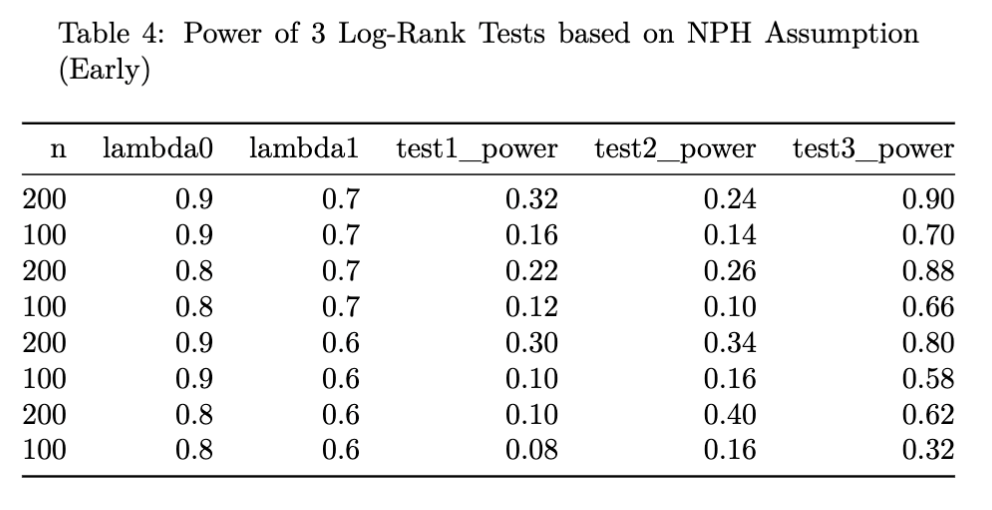 Table 4: Power of 3 Log-Rank Tests based on NPH Assumption
(Early)
n lambda0 lambda1 test1_power test2_power test3_power
200 0.9 0.7 0.32 0.24 0.90
100 0.9 0.7 0.16 0.14 0.70
200 0.8 0.7 0.22 0.26 0.88
100 0.8 0.7 0.12 0.10 0.66
200 0.9 0.6 0.30 0.34 0.80
100 0.9 0.6 0.10 0.16 0.58
200 0.8 0.6 0.10 0.40 0.62
100 0.8 0.6 0.08 0.16 0.32